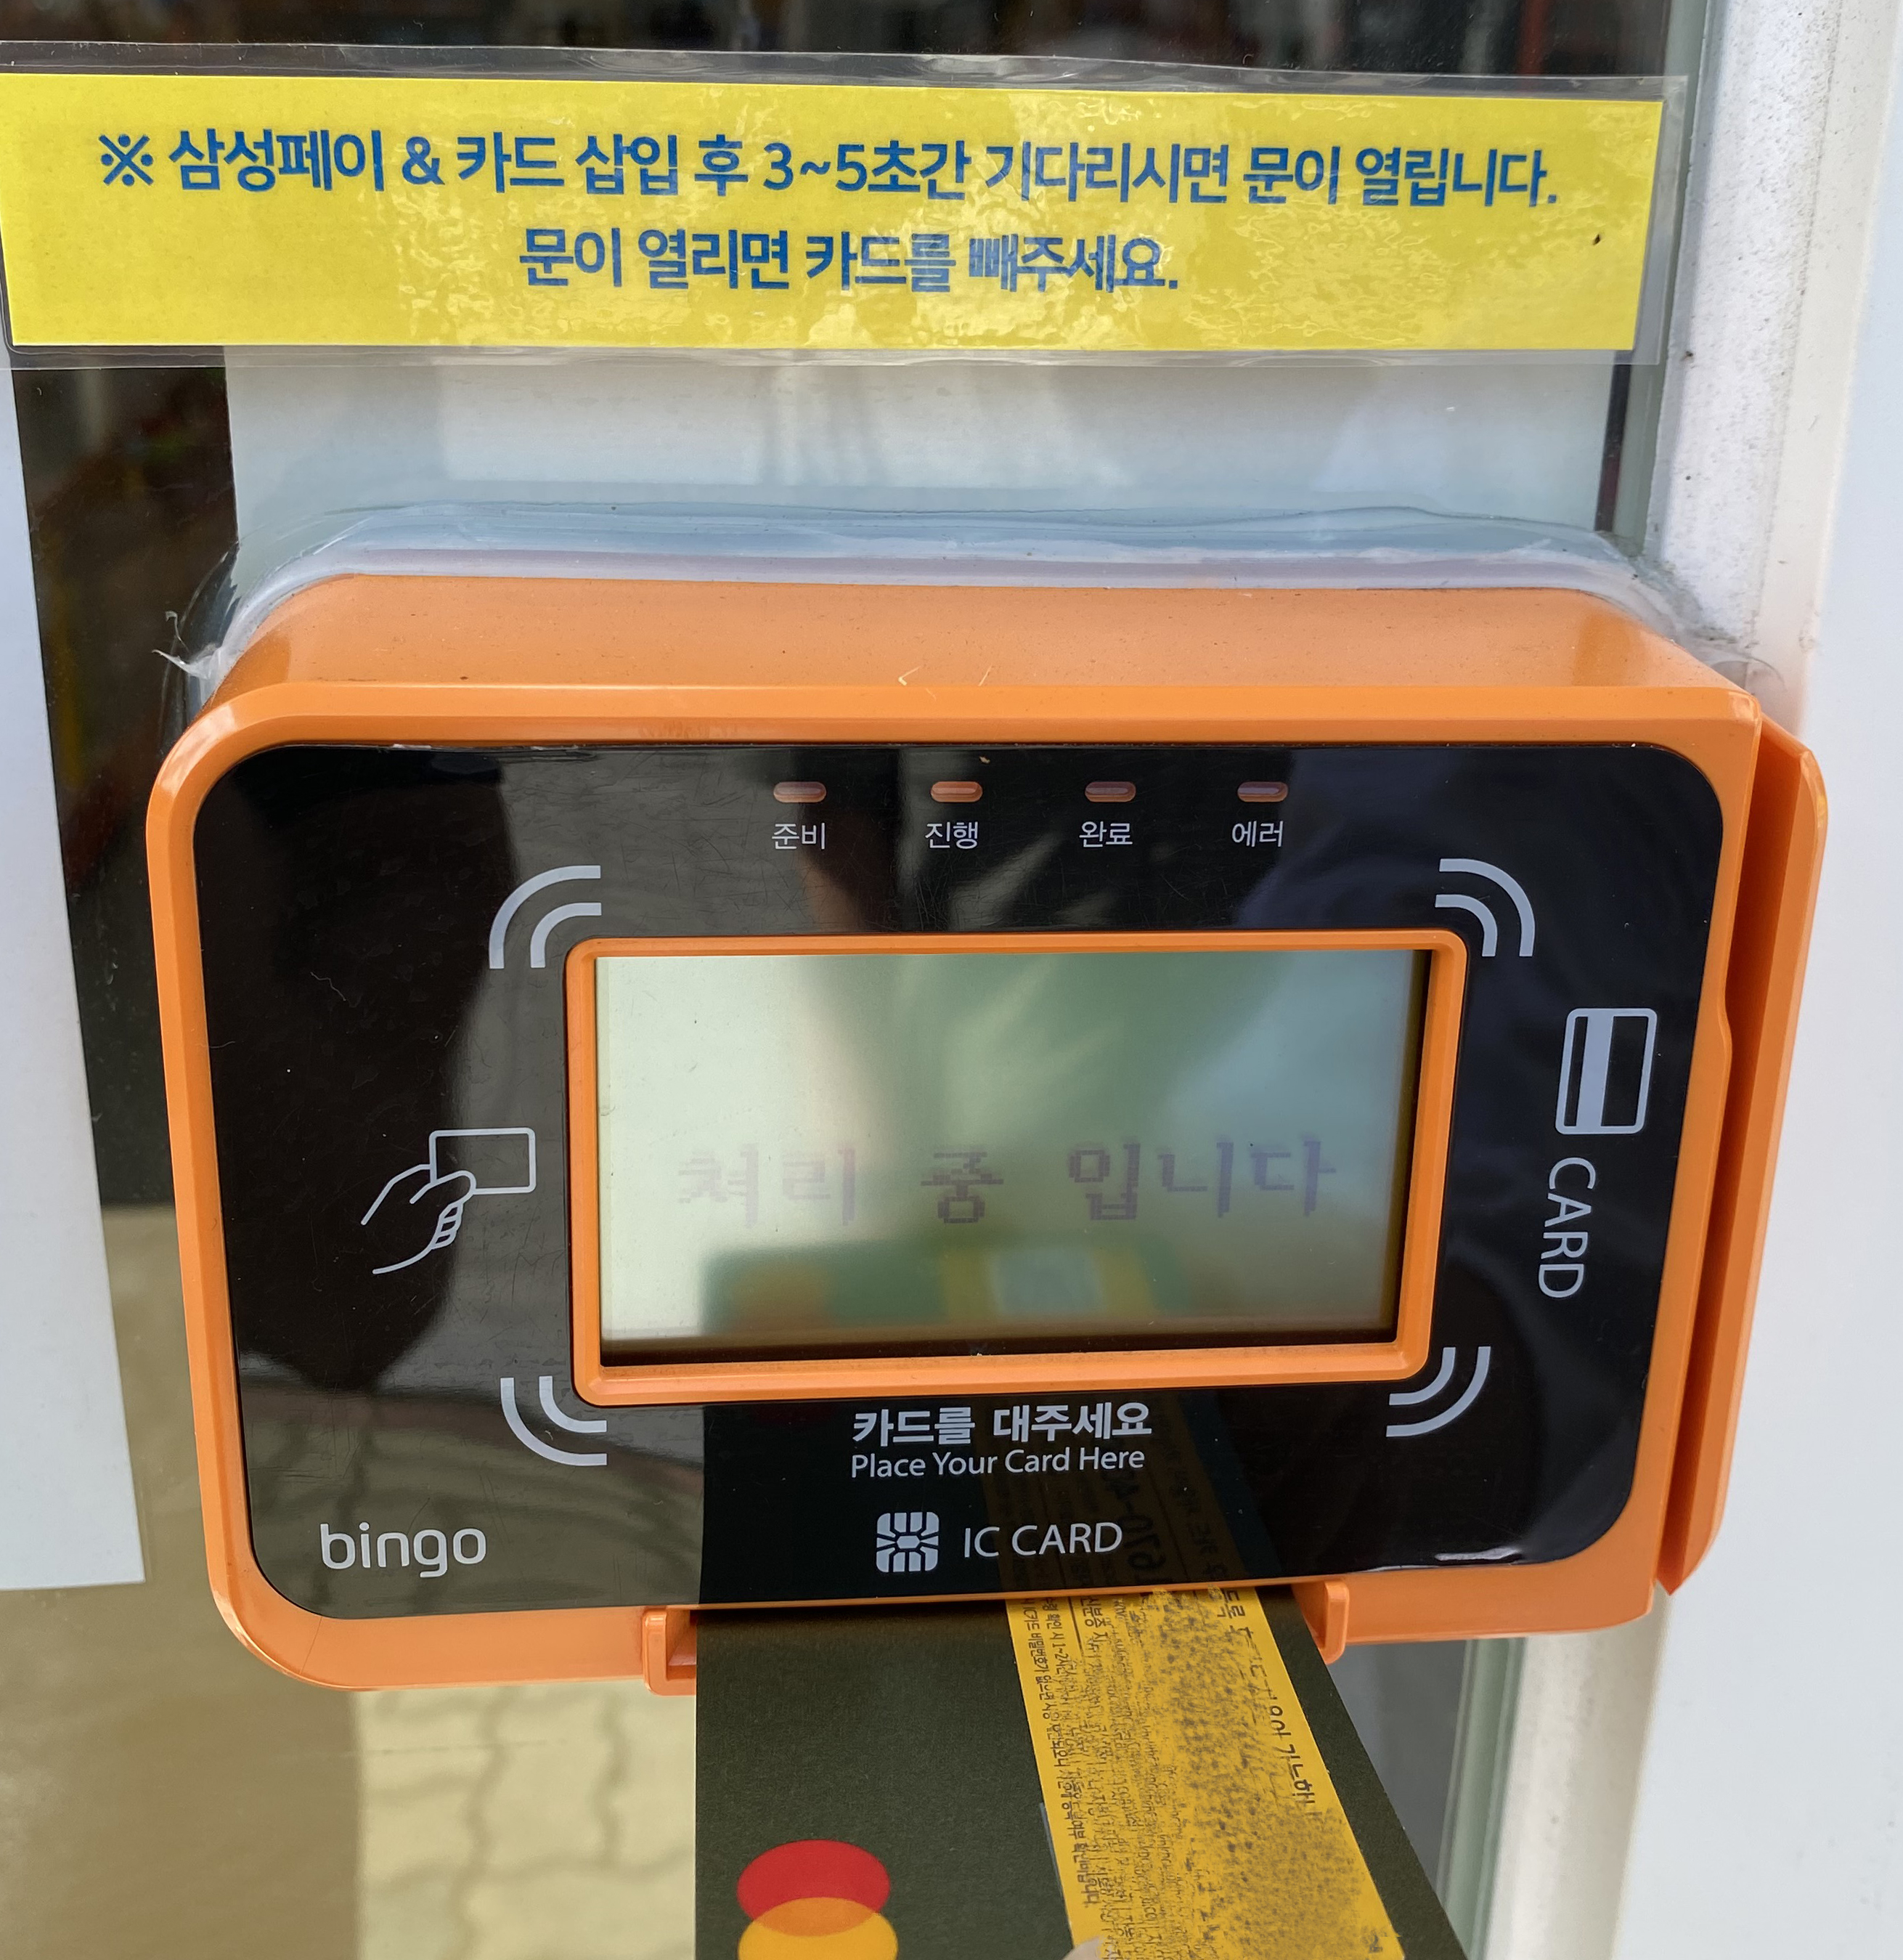 ※ 삼성페이 & 카드 삽입 후 3~5초간 기다리시면 문이 열립니다.
문이 열리면 카드를 빼주세요.
준비 진행 완료 에러
처리 중 입니다
CARD
카드를 대주세요
Place Your Card Here
IC CARD
bingo